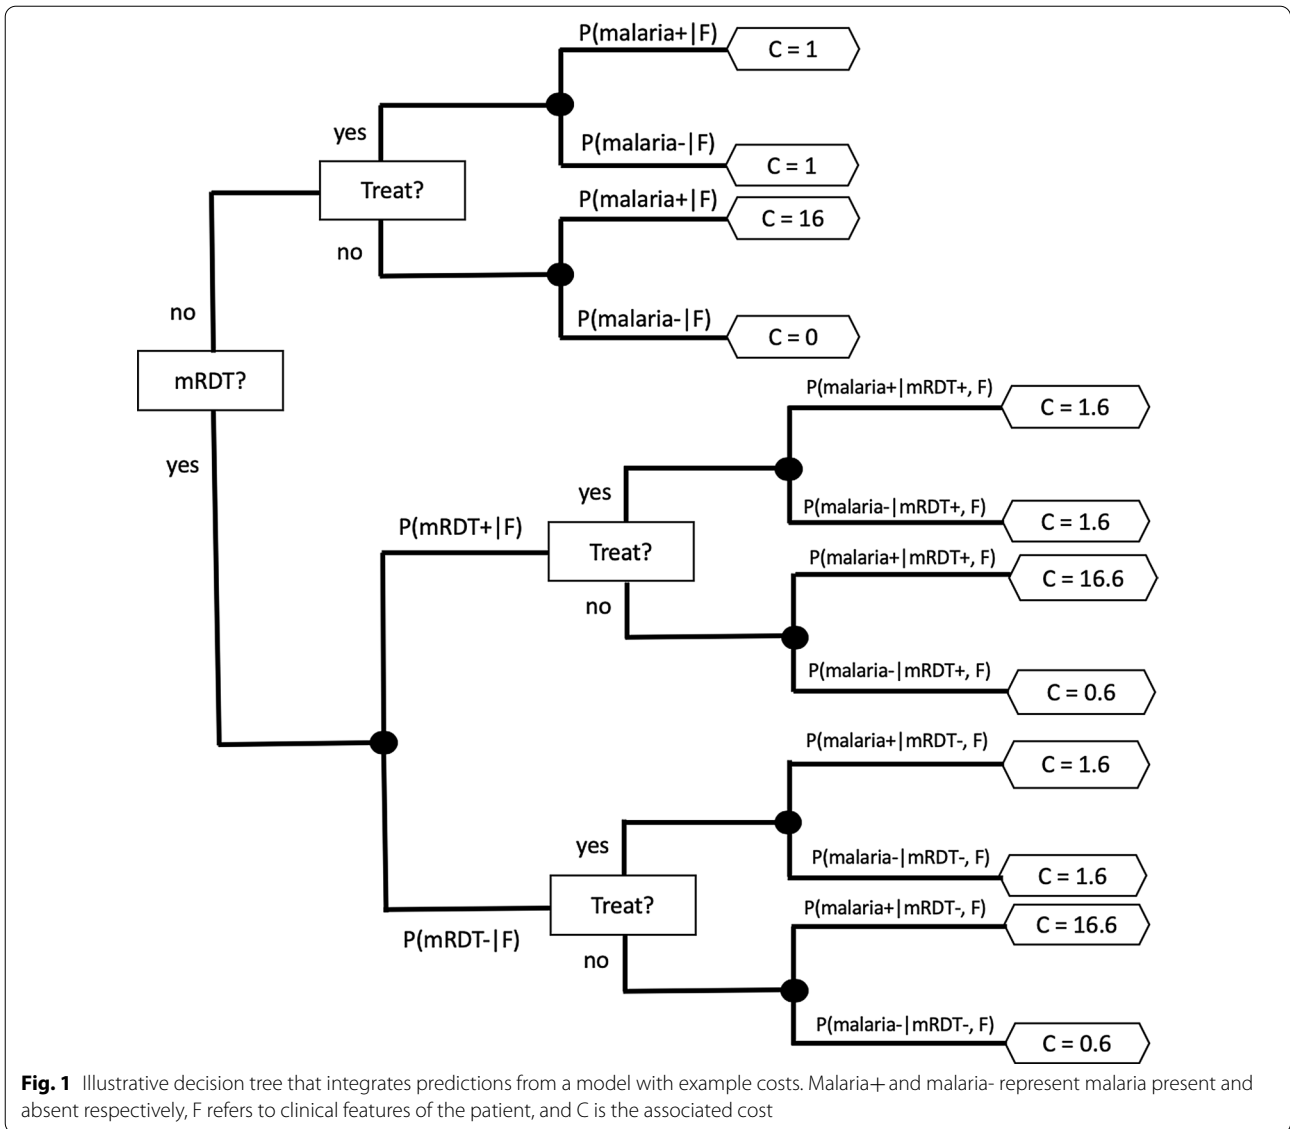 P(malaria+|F)
C = 1
yes
P(malaria-|F)
C = 1
Treat?
P(malaria+|F)
C = 16
no
no
P(malaria-|F)
C = 0
mRDT?
P(malaria+|mRDT+, F)
C = 1.6
yes
yes
P(mRDT+|F)
P(malaria-|mRDT+, F)
C = 1.6
Treat?
P(malaria+|mRDT+, F)
C = 16.6
no
P(malaria-|mRDT+, F)
C = 0.6
P(malaria+|mRDT-, F)
C = 1.6
yes
P(malaria-|mRDT-, F)
C = 1.6
Treat?
P(malaria+|mRDT-, F)
C = 16.6
P(mRDT-|F)
no
P(malaria-|mRDT-, F)
C = 0.6
Fig. 1 Illustrative decision tree that integrates predictions from a model with example costs. Malaria+ and malaria- represent malaria present and
absent respectively, F refers to clinical features of the patient, and C is the associated cost